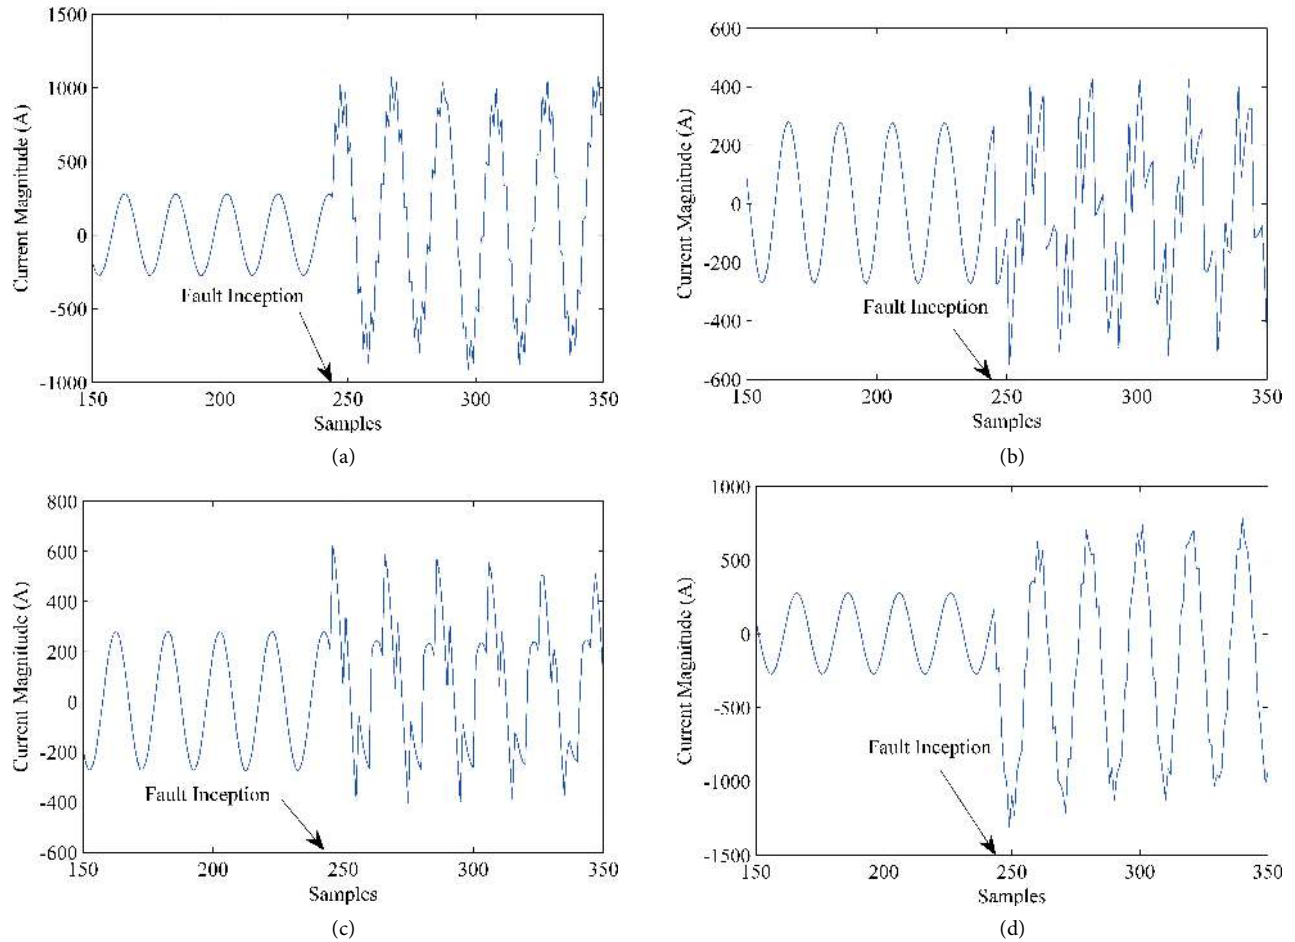 1500
1000
500
0
-500
-1000
Current Magnitude (A)
Fault Inception
150 200 250 300 350
Samples
(a)
600
400
200
0
-200
-400
-600
Current Magnitude (A)
Fault Inception
150 200 250 300 350
Samples
(b)
800
600
400
200
0
-200
-400
-600
Current Magnitude (A)
Fault Inception
150 200 250 300 350
Samples
(c)
1000
500
0
-500
-1000
-1500
Current Magnitude (A)
Fault Inception
150 200 250 300 350
Samples
(d)